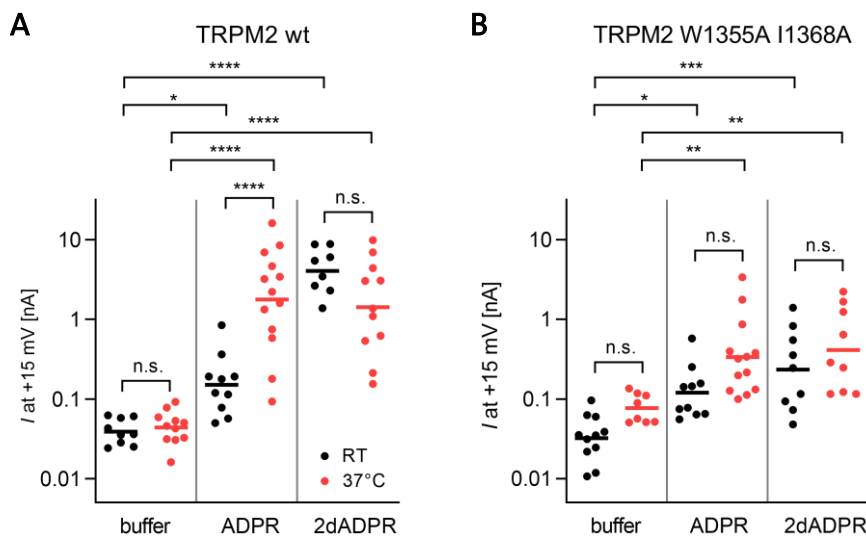 A
TRPM2 wt
****
*
****
****
****
n.s.
n.s.
10
1
0.1
0.01
I at +15 mV [nA]
RT
37°C
buffer
ADPR
2dADPR
B
TRPM2 W1355A I1368A
***
*
**
**
n.s.
n.s.
n.s.
10
1
0.1
0.01
I at +15 mV [nA]
buffer
ADPR
2dADPR